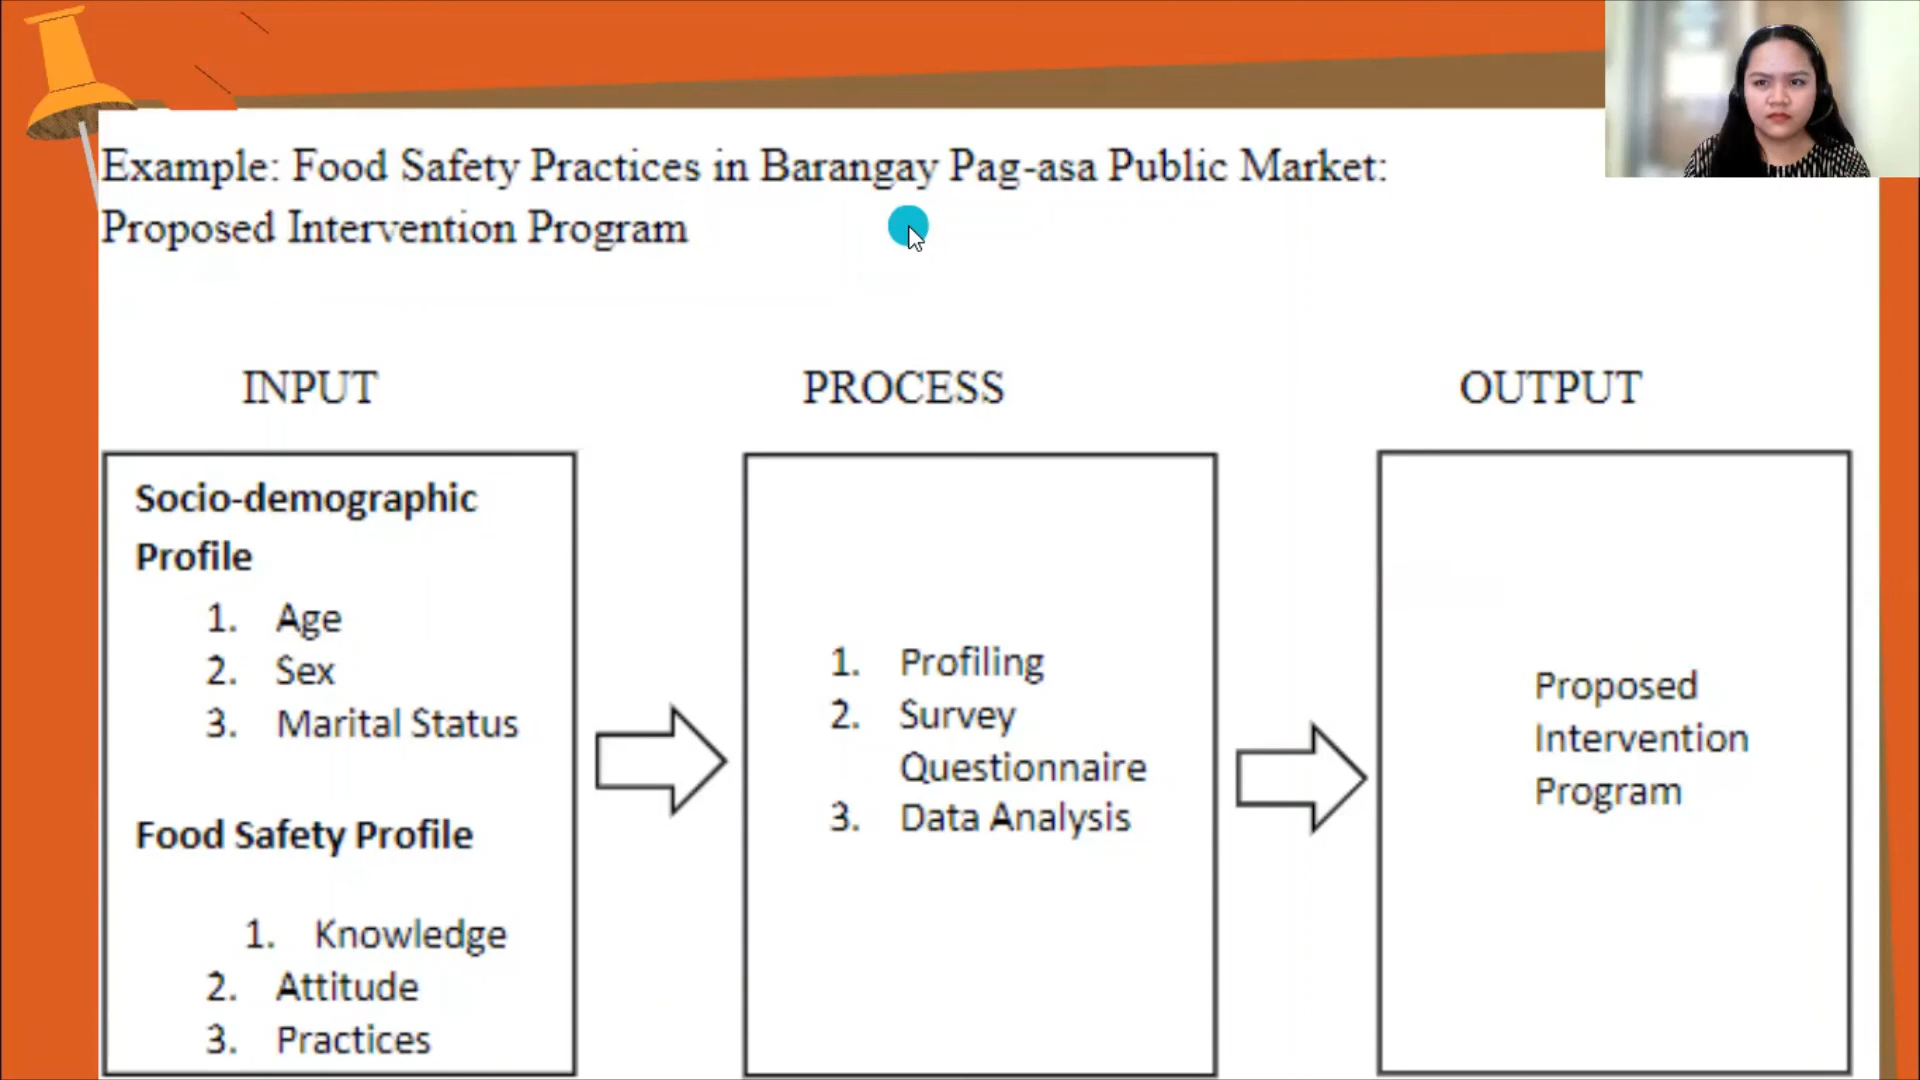 Example: Food Safety Practices in Barangay Pag-asa Public Market:
Proposed Intervention Program
INPUT
PROCESS
OUTPUT
Socio-demographic
Profile
1. Age
2. Sex
3. Marital Status
Food Safety Profile
1. Knowledge
2. Attitude
3. Practices
1. Profiling
2. Survey
Questionnaire
3. Data Analysis
Proposed
Intervention
Program